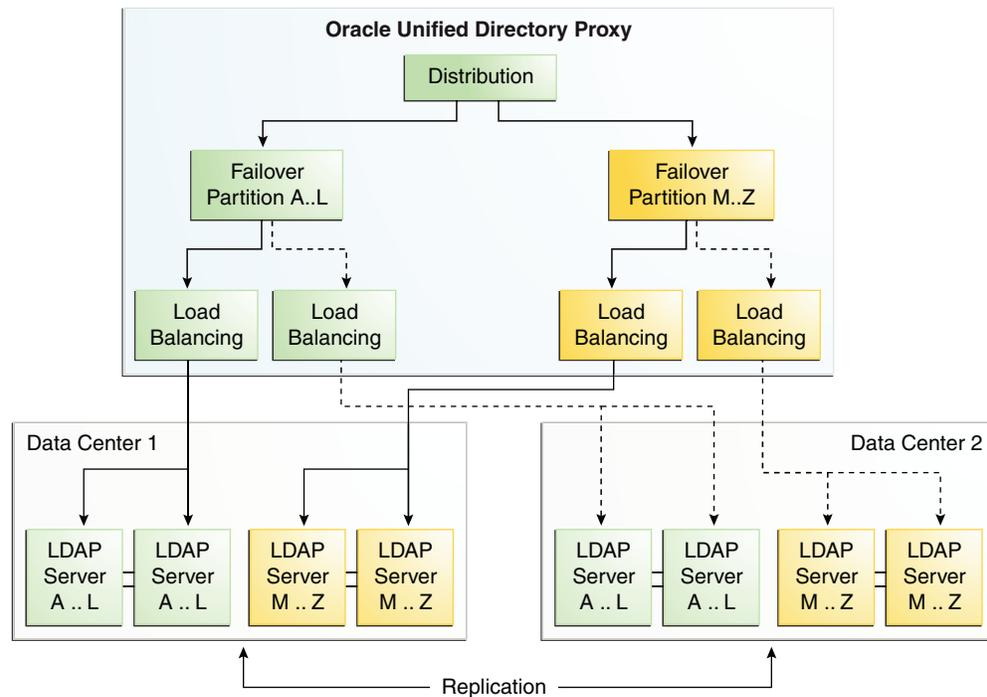 Oracle Unified Directory Proxy
Distribution
Failover
Partition A..L
Failover
Partition M..Z
Load
Balancing
Load
Balancing
Load
Balancing
Load
Balancing
Data Center 1
Data Center 2
LDAP
Server
A .. L
LDAP
Server
A .. L
LDAP
Server
M .. Z
LDAP
Server
M .. Z
LDAP
Server
A .. L
LDAP
Server
A .. L
LDAP
Server
M .. Z
LDAP
Server
M .. Z
Replication